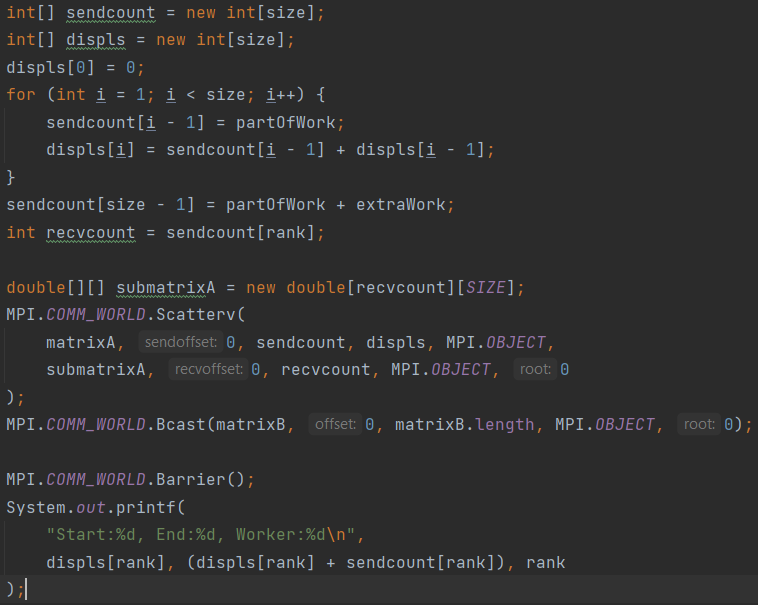 int[] sendcount = new int[size];
int[] displs = new int[size];
displs[0] = 0;
for (int i = 1; i < size; i++) {
    sendcount[i - 1] = partOfWork;
    displs[i] = sendcount[i - 1] + displs[i - 1];
}
sendcount[size - 1] = partOfWork + extraWork;
int recvcount = sendcount[rank];

double[][] submatrixA = new double[recvcount][SIZE];
MPI.COMM_WORLD.Scatterv(
    matrixA, sendoffset: 0, sendcount, displs, MPI.OBJECT,
    submatrixA, recvoffset: 0, recvcount, MPI.OBJECT, root: 0
);
MPI.COMM_WORLD.Bcast(matrixB, offset: 0, matrixB.length, MPI.OBJECT, root: 0);

MPI.COMM_WORLD.Barrier();
System.out.printf(
    "Start:%d, End:%d, Worker:%d\n",
    displs[rank], (displs[rank] + sendcount[rank]), rank
);